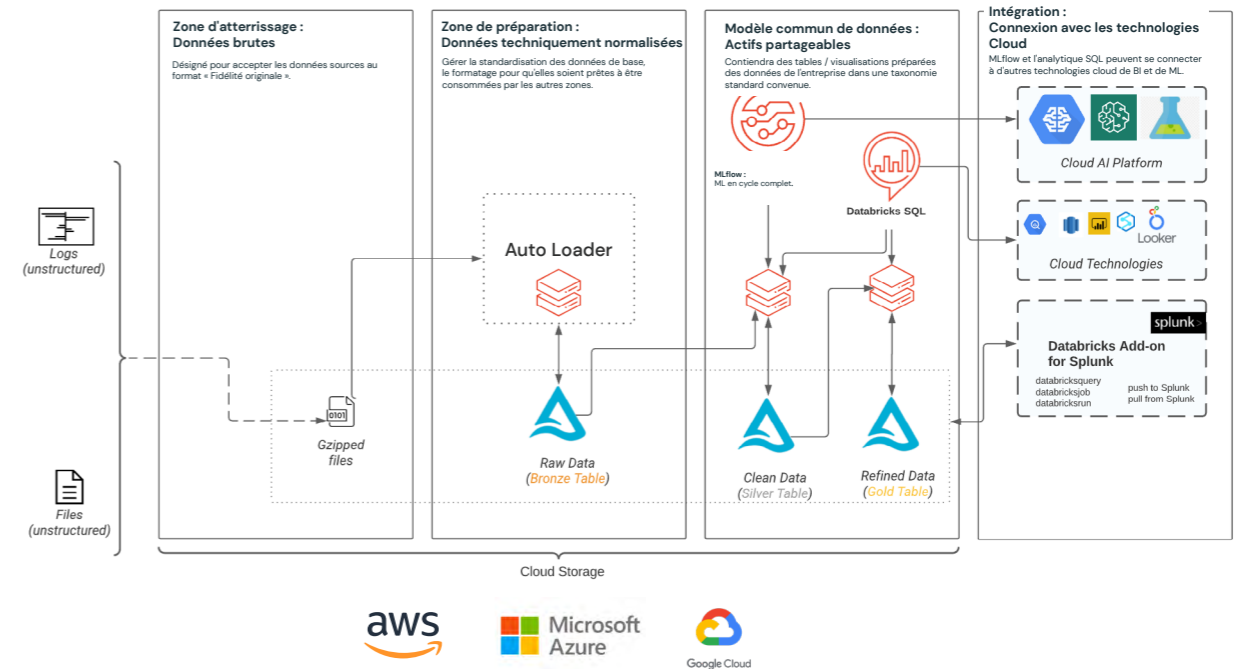 Zone d'atterrissage :
Données brutes
Désigné pour accepter les données sources au
format « Fidélité originale ».
Zone de préparation :
Données techniquement normalisées
Gérer la standardisation des données de base,
le formatage pour qu'elles soient prêtes à être
consommées par les autres zones.
Modèle commun de données :
Actifs partageables
Contiendra des tables / visualisations préparées
des données de l'entreprise dans une taxonomie
standard convenue.
Intégration :
Connexion avec les technologies
Cloud
MLflow et l'analytique SQL peuvent se connecter
à d'autres technologies cloud de BI et de ML.
Logs
(unstructured)
Files
(unstructured)
0101
Gzipped
files
Auto Loader
Raw Data
(Bronze Table)
MLflow :
ML en cycle complet.
Databricks SQL
Clean Data
(Silver Table)
Refined Data
(Gold Table)
Cloud AI Platform
Looker
Cloud Technologies
splunk>
Databricks Add-on
for Splunk
databricksquery
databricksjob
databricksrun
push to Splunk
pull from Splunk
Cloud Storage
aws
Microsoft
Azure
Google Cloud